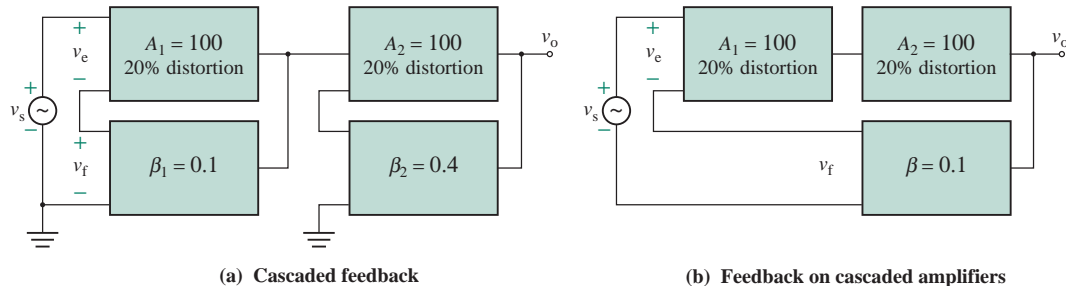 +
v_e
−
+
v_s
−
+
v_f
−
A_1 = 100
20% distortion
β_1 = 0.1
A_2 = 100
20% distortion
β_2 = 0.4
v_o
(a) Cascaded feedback
+
v_e
−
+
v_s
−
A_1 = 100
20% distortion
A_2 = 100
20% distortion
v_f
β = 0.1
v_o
(b) Feedback on cascaded amplifiers